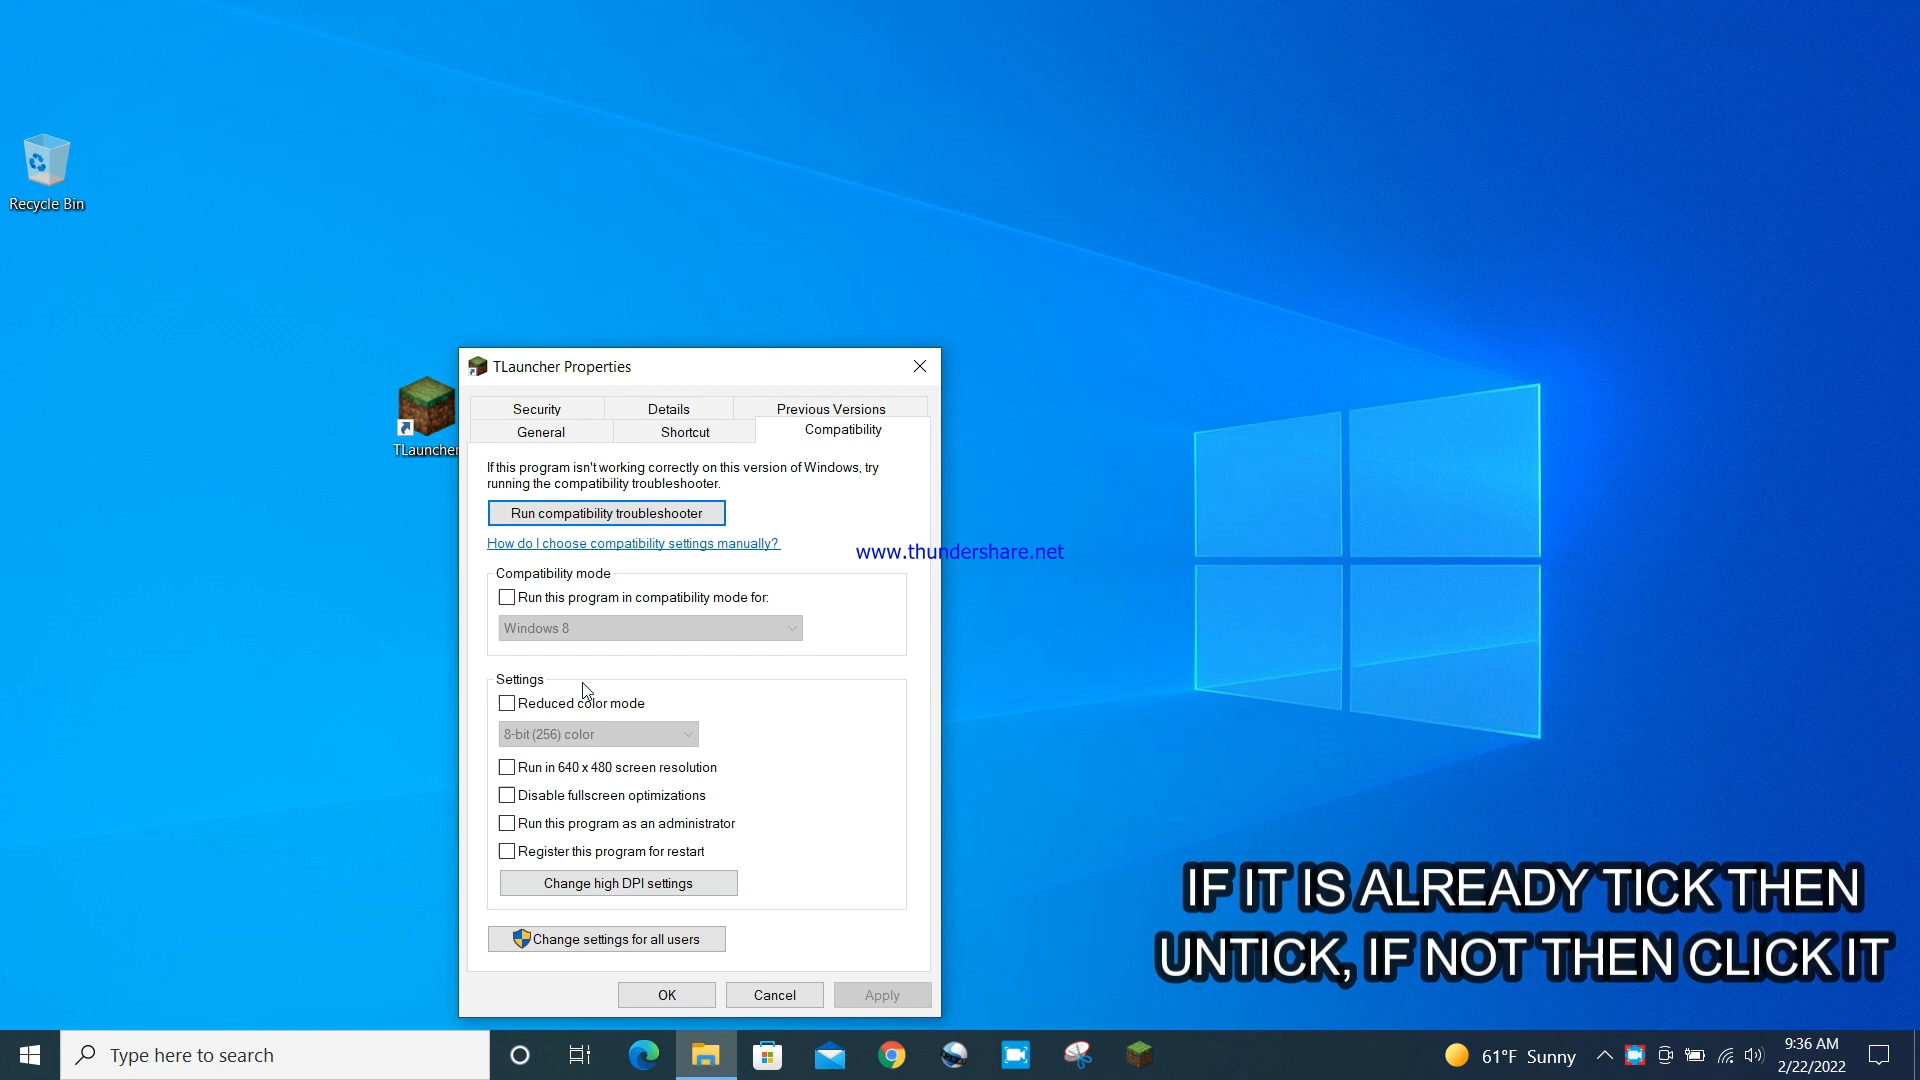 Recycle Bin
TLauncher
TLauncher Properties
Security
Details
Previous Versions
General
Shortcut
Compatibility
If this program isn't working correctly on this version of Windows, try
running the compatibility troubleshooter.
Run compatibility troubleshooter
How do I choose compatibility settings manually?
www.thundershare.net
Compatibility mode
Run this program in compatibility mode for:
Windows 8
Settings
Reduced color mode
8-bit (256) color
Run in 640 x 480 screen resolution
Disable fullscreen optimizations
Run this program as an administrator
Register this program for restart
Change high DPI settings
Change settings for all users
OK
Cancel
Apply
IF IT IS ALREADY TICK THEN
UNTICK, IF NOT THEN CLICK IT
Type here to search
61°F Sunny
9:36 AM
2/22/2022